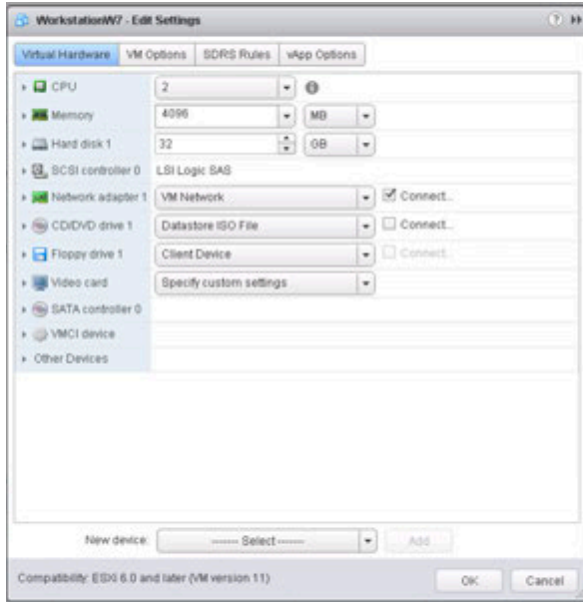 WorkstationW7 - Edit Settings
Virtual Hardware VM Options SDRS Rules vApp Options
CPU 2
Memory 4096 MB
Hard disk 1 32 GB
SCSI controller 0 LSI Logic SAS
Network adapter 1 VM Network Connect...
CD/DVD drive 1 Datastore ISO File Connect...
Floppy drive 1 Client Device Connect...
Video card Specify custom settings
SATA controller 0
VMCI device
Other Devices
New device: ------- Select ------- Add
Compatibility: ESXi 6.0 and later (VM version 11) OK Cancel